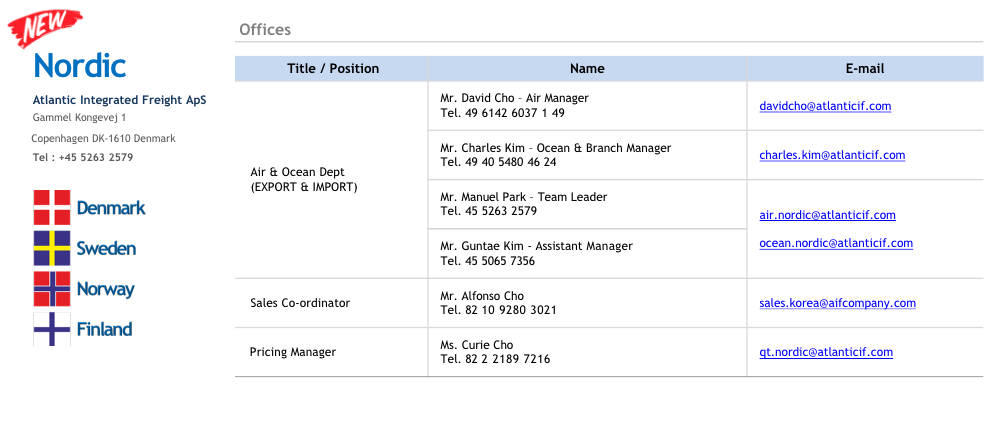 NEW
Nordic
Atlantic Integrated Freight ApS
Gammel Kongevej 1
Copenhagen DK-1610 Denmark
Tel : +45 5263 2579
Denmark
Sweden
Norway
Finland
Offices
Title / Position Name E-mail
Air & Ocean Dept
(EXPORT & IMPORT)
Mr. David Cho – Air Manager
Tel. 49 6142 6037 1 49
davidcho@atlanticif.com
Mr. Charles Kim – Ocean & Branch Manager
Tel. 49 40 5480 46 24
charles.kim@atlanticif.com
Mr. Manuel Park – Team Leader
Tel. 45 5263 2579
air.nordic@atlanticif.com
Mr. Guntae Kim - Assistant Manager
Tel. 45 5065 7356
ocean.nordic@atlanticif.com
Sales Co-ordinator
Mr. Alfonso Cho
Tel. 82 10 9280 3021
sales.korea@aifcompany.com
Pricing Manager
Ms. Curie Cho
Tel. 82 2 2189 7216
qt.nordic@atlanticif.com